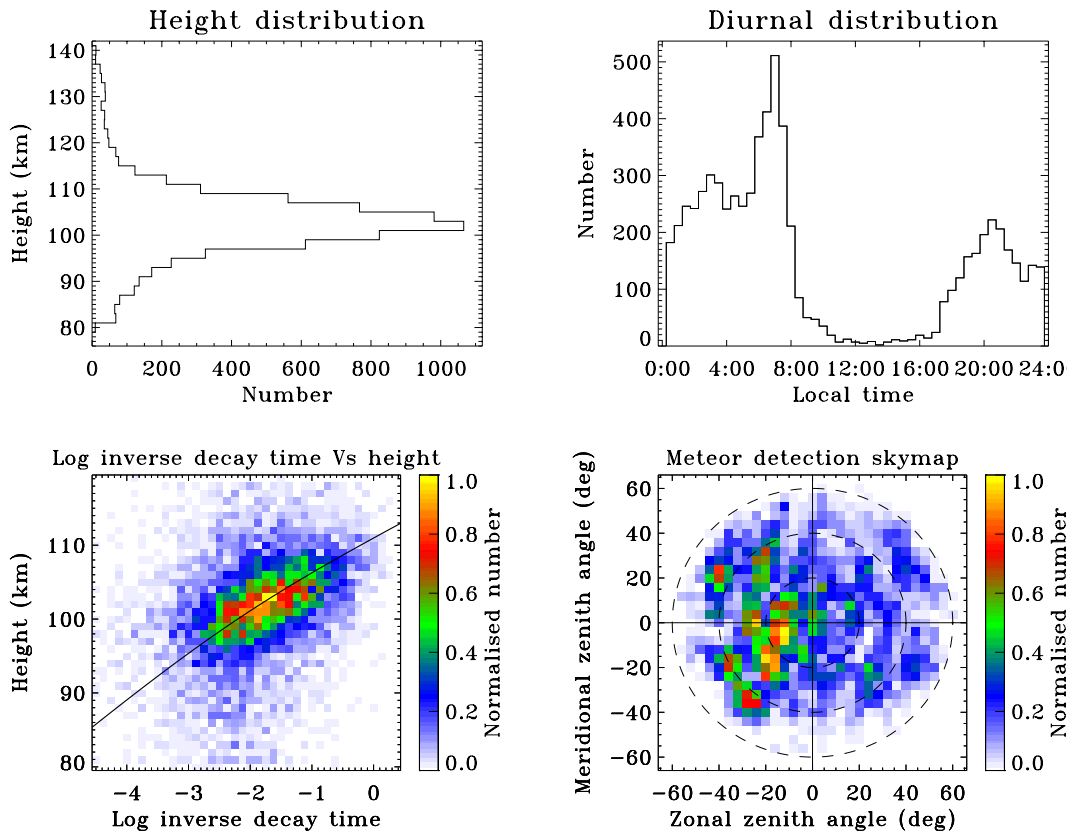 Height distribution
Height (km)
140
130
120
110
100
90
80
0 200 400 600 800 1000
Number
Diurnal distribution
Number
500
400
300
200
100
0
0:00 4:00 8:00 12:00 16:00 20:00 24:0
Local time
Log inverse decay time Vs height
Height (km)
110
100
90
80
-4 -3 -2 -1 0
Log inverse decay time
1.0
0.8
0.6
0.4
0.2
0.0
Normalised number
Meteor detection skymap
Meridional zenith angle (deg)
60
40
20
0
-20
-40
-60
-60 -40 -20 0 20 40 60
Zonal zenith angle (deg)
1.0
0.8
0.6
0.4
0.2
0.0
Normalised number